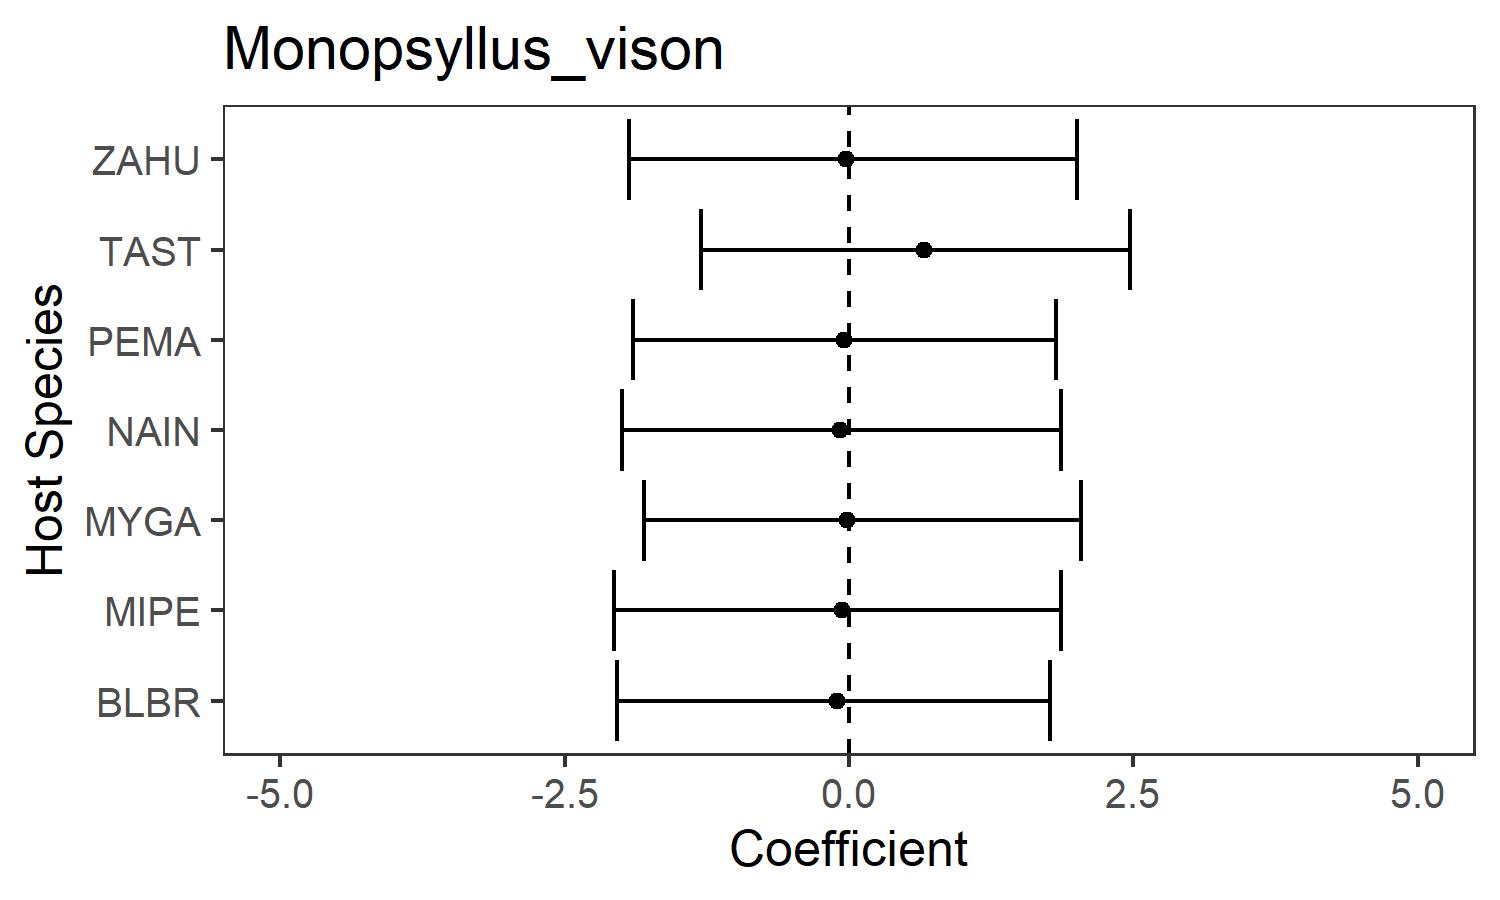 Monopsyllus_vison
Host Species
ZAHU
TAST
PEMA
NAIN
MYGA
MIPE
BLBR
-5.0 -2.5 0.0 2.5 5.0
Coefficient